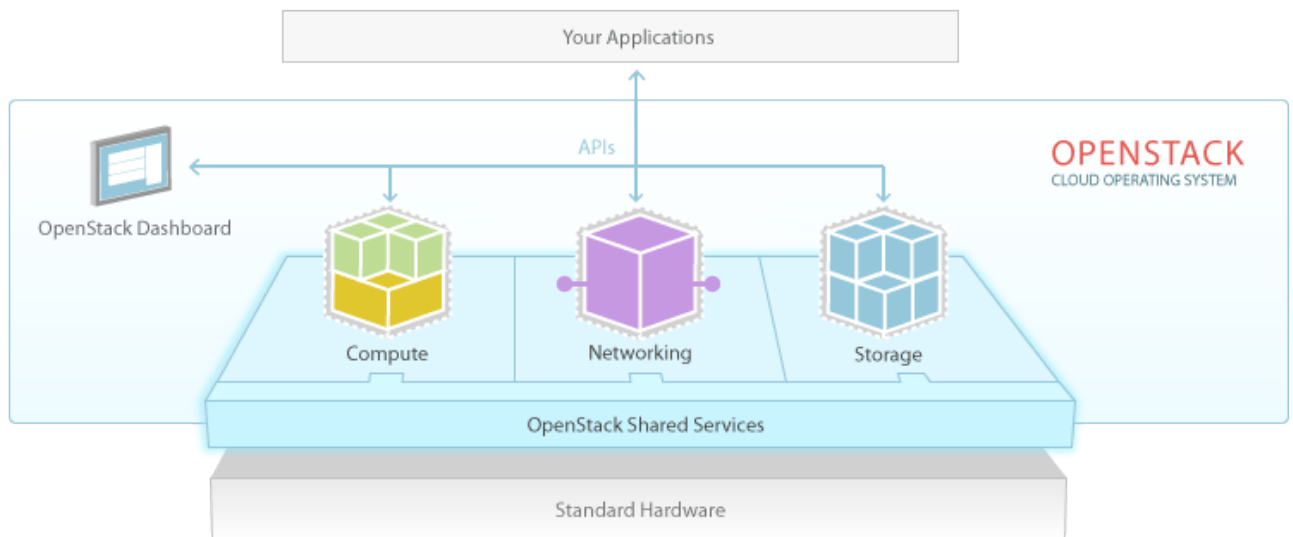 Your Applications
APIs
OPENSTACK
CLOUD OPERATING SYSTEM
OpenStack Dashboard
Compute
Networking
Storage
OpenStack Shared Services
Standard Hardware